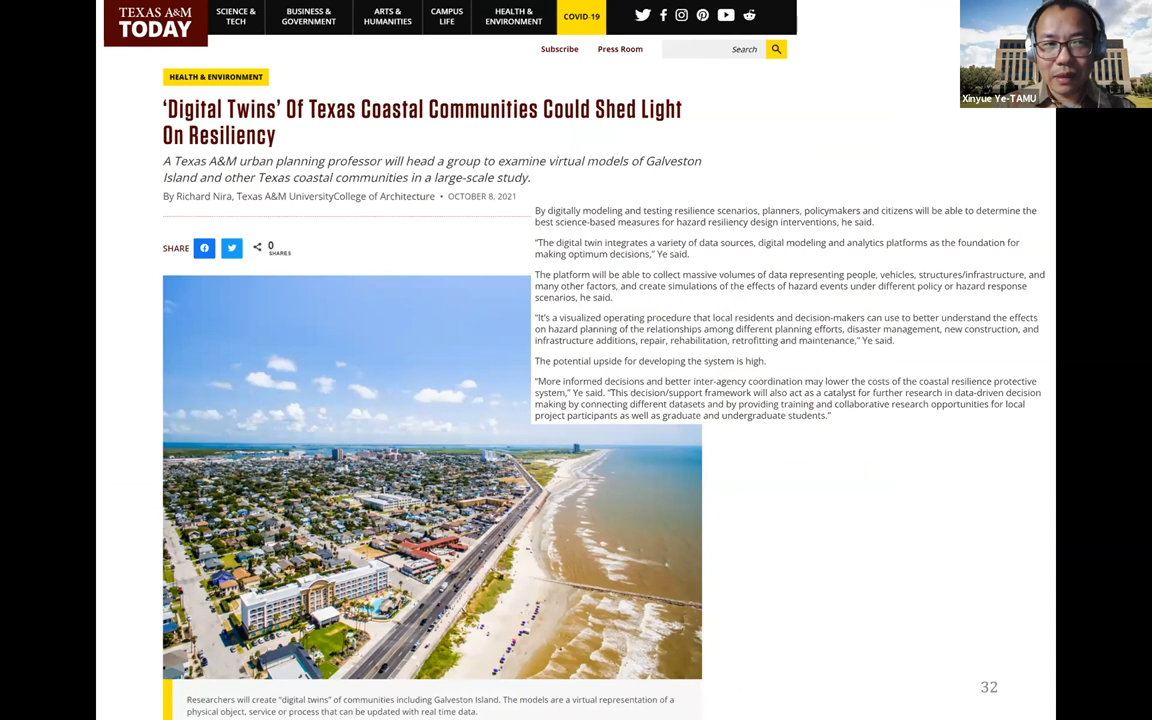 TEXAS A&M
TODAY
SCIENCE &
TECH
BUSINESS &
GOVERNMENT
ARTS &
HUMANITIES
CAMPUS
LIFE
HEALTH &
ENVIRONMENT
COVID-19
Subscribe
Press Room
Search
HEALTH & ENVIRONMENT
‘Digital Twins’ Of Texas Coastal Communities Could Shed Light
On Resiliency
A Texas A&M urban planning professor will head a group to examine virtual models of Galveston
Island and other Texas coastal communities in a large-scale study.
By Richard Nira, Texas A&M UniversityCollege of Architecture • OCTOBER 8, 2021
SHARE
0
SHARES
By digitally modeling and testing resilience scenarios, planners, policymakers and citizens will be able to determine the
best science-based measures for hazard resiliency design interventions, he said.
“The digital twin integrates a variety of data sources, digital modeling and analytics platforms as the foundation for
making optimum decisions,” Ye said.
The platform will be able to collect massive volumes of data representing people, vehicles, structures/infrastructure, and
many other factors, and create simulations of the effects of hazard events under different policy or hazard response
scenarios, he said.
“It’s a visualized operating procedure that local residents and decision-makers can use to better understand the effects
on hazard planning of the relationships among different planning efforts, disaster management, new construction, and
infrastructure additions, repair, rehabilitation, retrofitting and maintenance,” Ye said.
The potential upside for developing the system is high.
“More informed decisions and better inter-agency coordination may lower the costs of the coastal resilience protective
system,” Ye said. “This decision/support framework will also act as a catalyst for further research in data-driven decision
making by connecting different datasets and by providing training and collaborative research opportunities for local
project participants as well as graduate and undergraduate students.”
Researchers will create “digital twins” of communities including Galveston Island. The models are a virtual representation of a
physical object, service or process that can be updated with real time data.
32
Xinyue Ye-TAMU